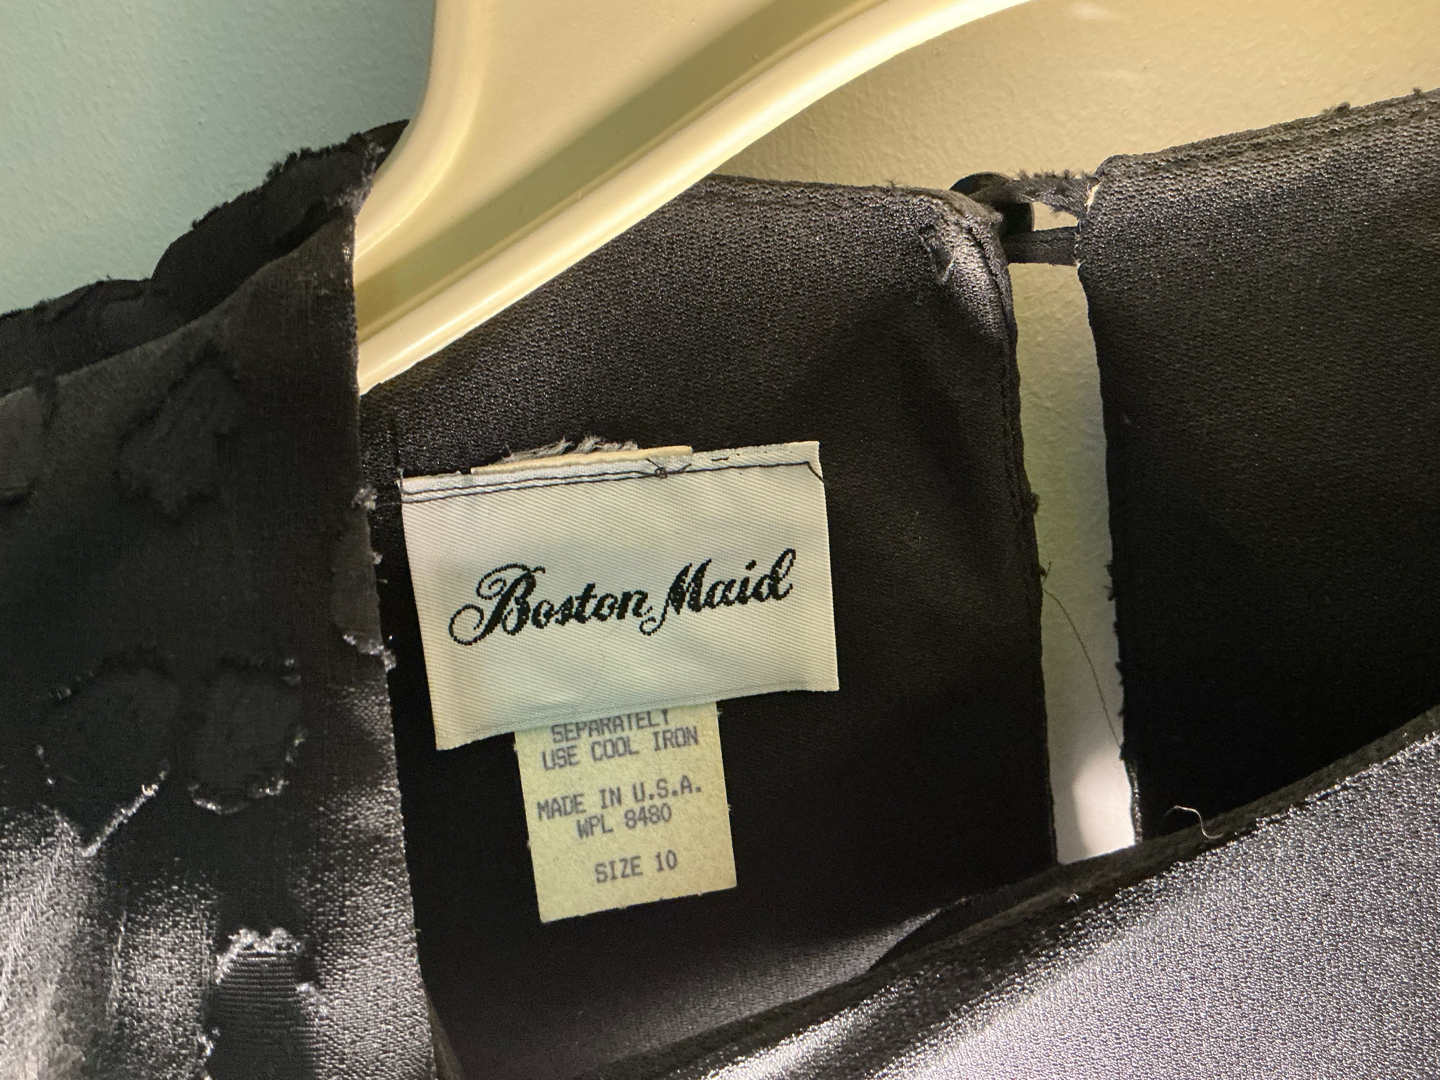 Boston Maid
SEPARATELY
USE COOL IRON
MADE IN U.S.A.
WPL 8480
SIZE 10